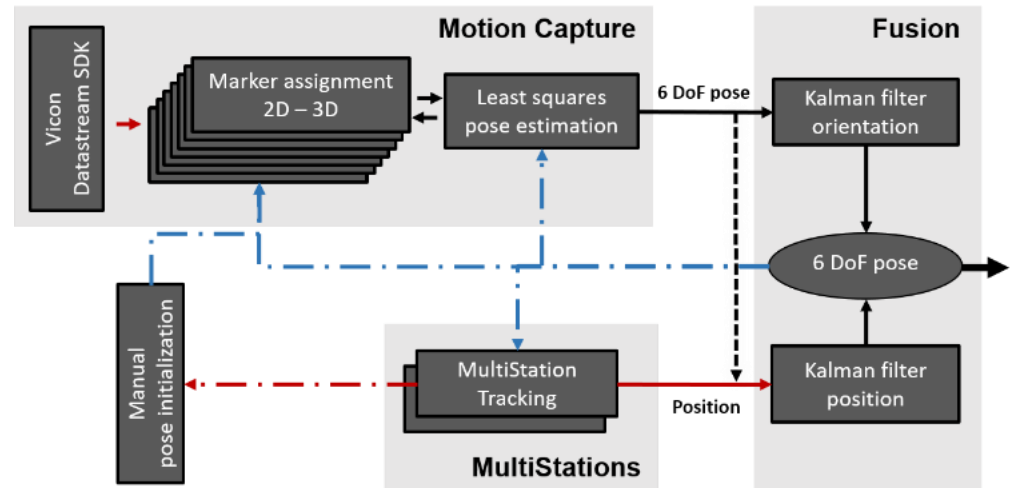 Motion Capture
Fusion
Vicon
Datastream SDK
Marker assignment
2D – 3D
Least squares
pose estimation
6 DoF pose
Kalman filter
orientation
6 DoF pose
Manual
pose initialization
MultiStation
Tracking
Position
Kalman filter
position
MultiStations